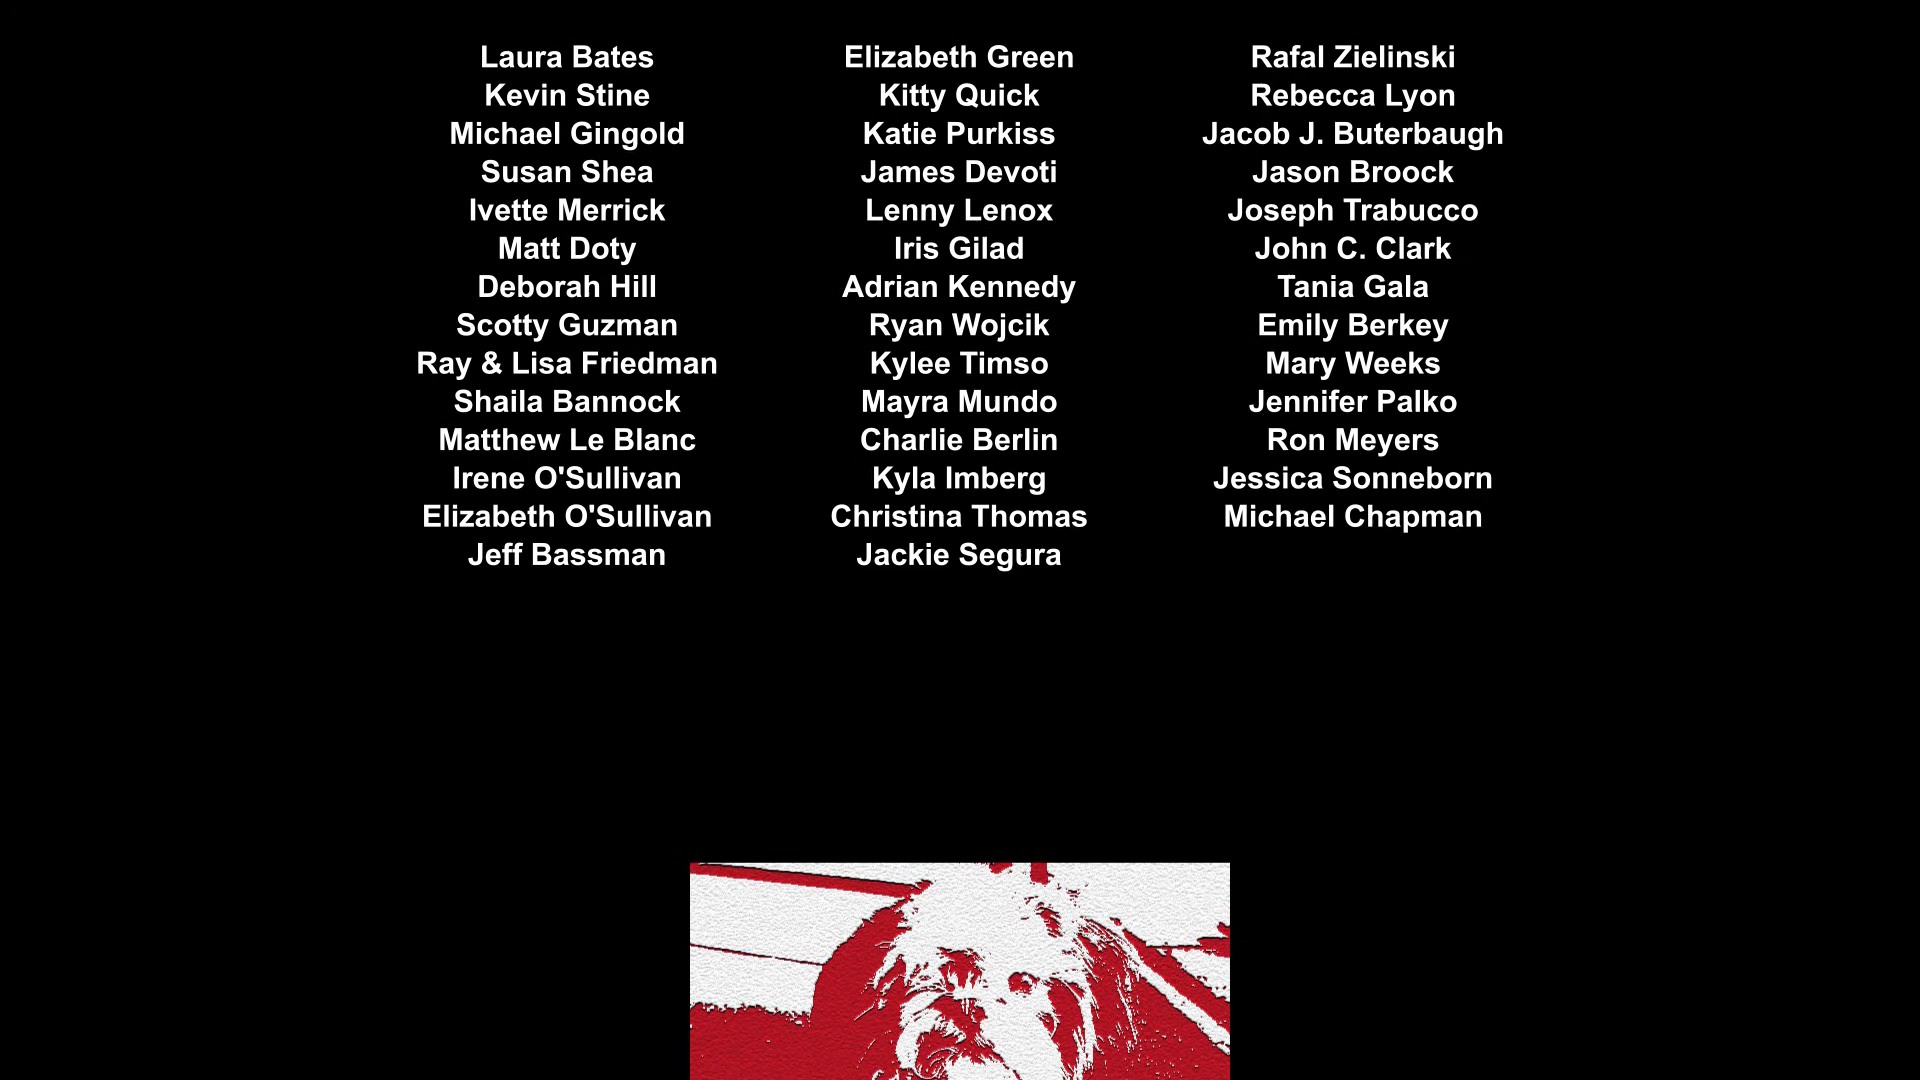 Laura Bates
Kevin Stine
Michael Gingold
Susan Shea
Ivette Merrick
Matt Doty
Deborah Hill
Scotty Guzman
Ray & Lisa Friedman
Shaila Bannock
Matthew Le Blanc
Irene O'Sullivan
Elizabeth O'Sullivan
Jeff Bassman
Elizabeth Green
Kitty Quick
Katie Purkiss
James Devoti
Lenny Lenox
Iris Gilad
Adrian Kennedy
Ryan Wojcik
Kylee Timso
Mayra Mundo
Charlie Berlin
Kyla Imberg
Christina Thomas
Jackie Segura
Rafal Zielinski
Rebecca Lyon
Jacob J. Buterbaugh
Jason Broock
Joseph Trabucco
John C. Clark
Tania Gala
Emily Berkey
Mary Weeks
Jennifer Palko
Ron Meyers
Jessica Sonneborn
Michael Chapman